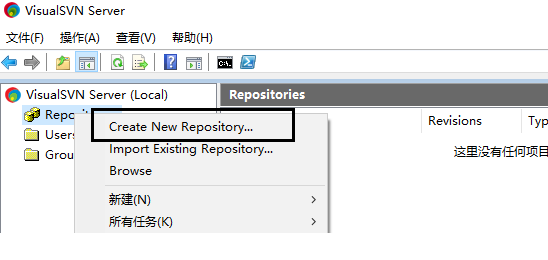 VisualSVN Server
文件(F) 操作(A) 查看(V) 帮助(H)
VisualSVN Server (Local)
Repositories
Reposit
Users
Grou
Create New Repository...
Import Existing Repository...
Browse
新建(N)
所有任务(K)
Revisions Typ
这里没有任何项目